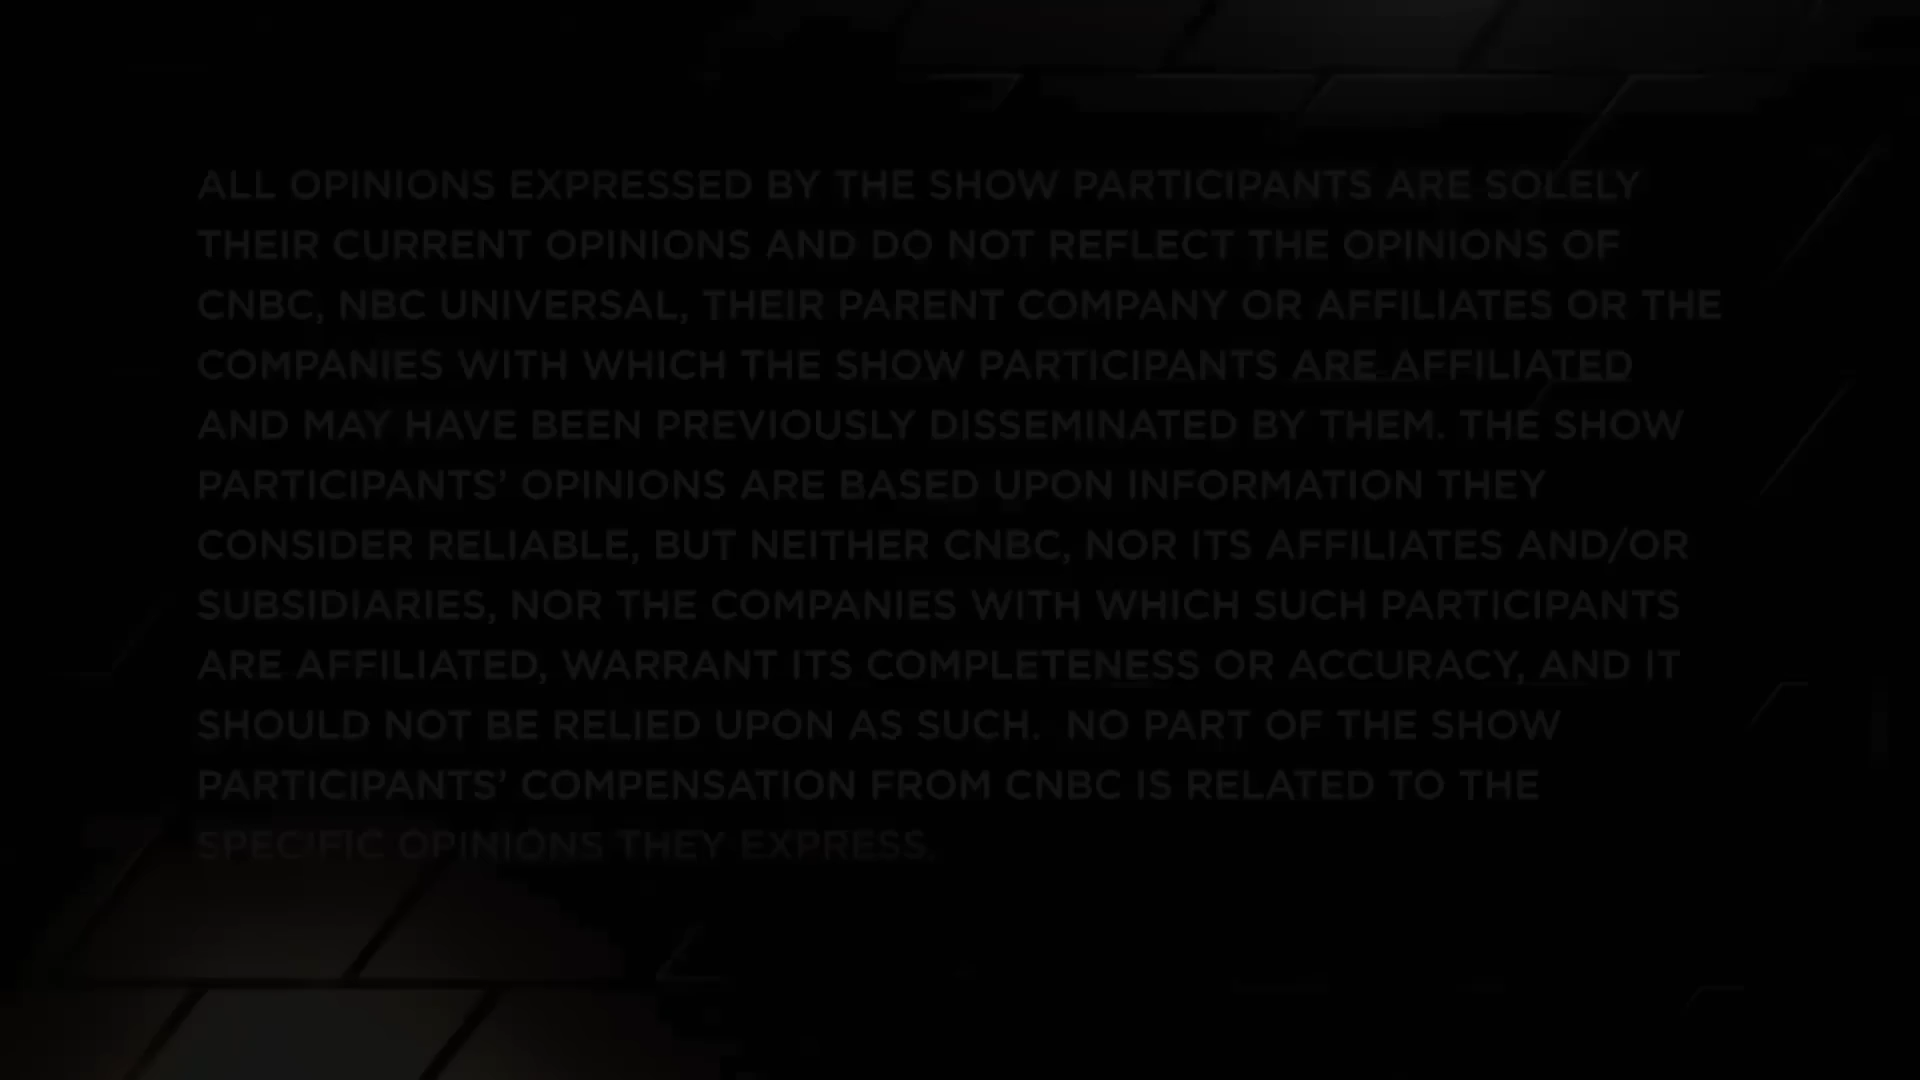 ALL OPINIONS EXPRESSED BY THE SHOW PARTICIPANTS ARE SOLELY
THEIR CURRENT OPINIONS AND DO NOT REFLECT THE OPINIONS OF
CNBC, NBC UNIVERSAL, THEIR PARENT COMPANY OR AFFILIATES OR THE
COMPANIES WITH WHICH THE SHOW PARTICIPANTS ARE AFFILIATED
AND MAY HAVE BEEN PREVIOUSLY DISSEMINATED BY THEM. THE SHOW
PARTICIPANTS’ OPINIONS ARE BASED UPON INFORMATION THEY
CONSIDER RELIABLE, BUT NEITHER CNBC, NOR ITS AFFILIATES AND/OR
SUBSIDIARIES, NOR THE COMPANIES WITH WHICH SUCH PARTICIPANTS
ARE AFFILIATED, WARRANT ITS COMPLETENESS OR ACCURACY, AND IT
SHOULD NOT BE RELIED UPON AS SUCH.  NO PART OF THE SHOW
PARTICIPANTS’ COMPENSATION FROM CNBC IS RELATED TO THE
SPECIFIC OPINIONS THEY EXPRESS.